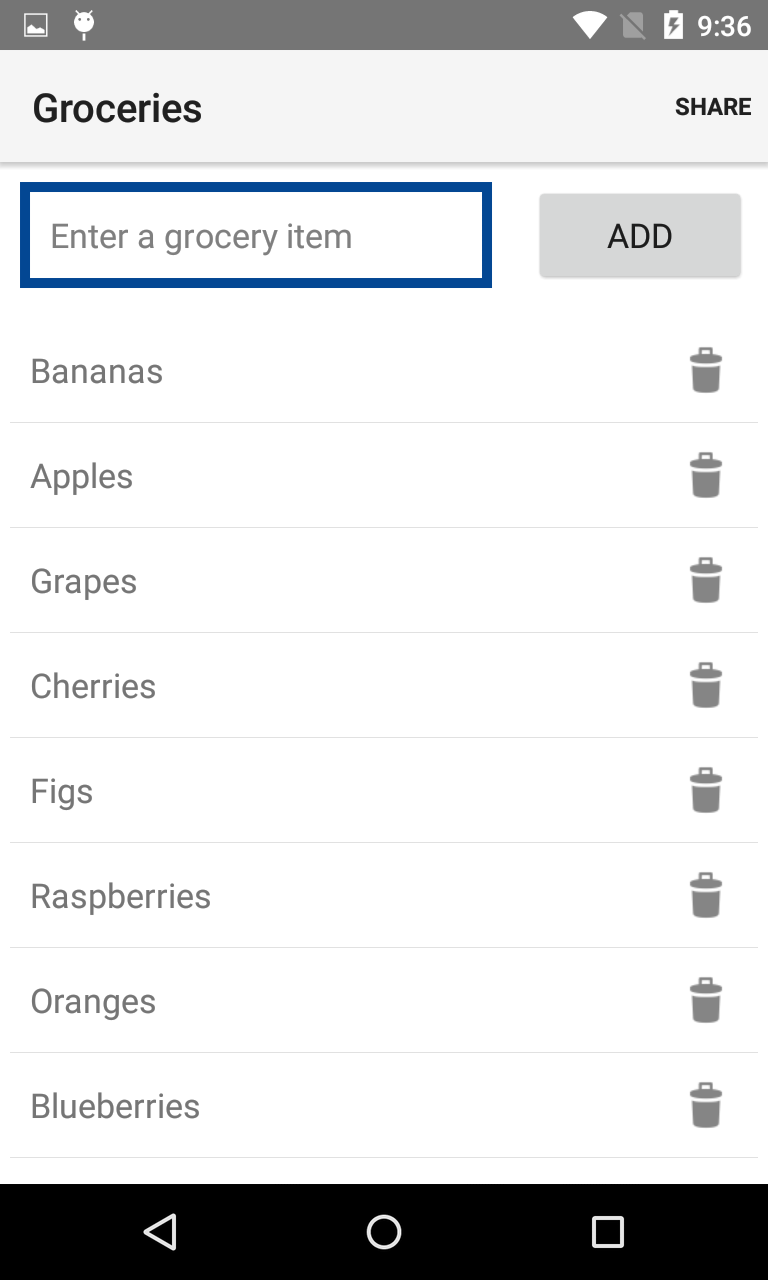 9:36
Groceries
SHARE
Enter a grocery item
ADD
Bananas
Apples
Grapes
Cherries
Figs
Raspberries
Oranges
Blueberries